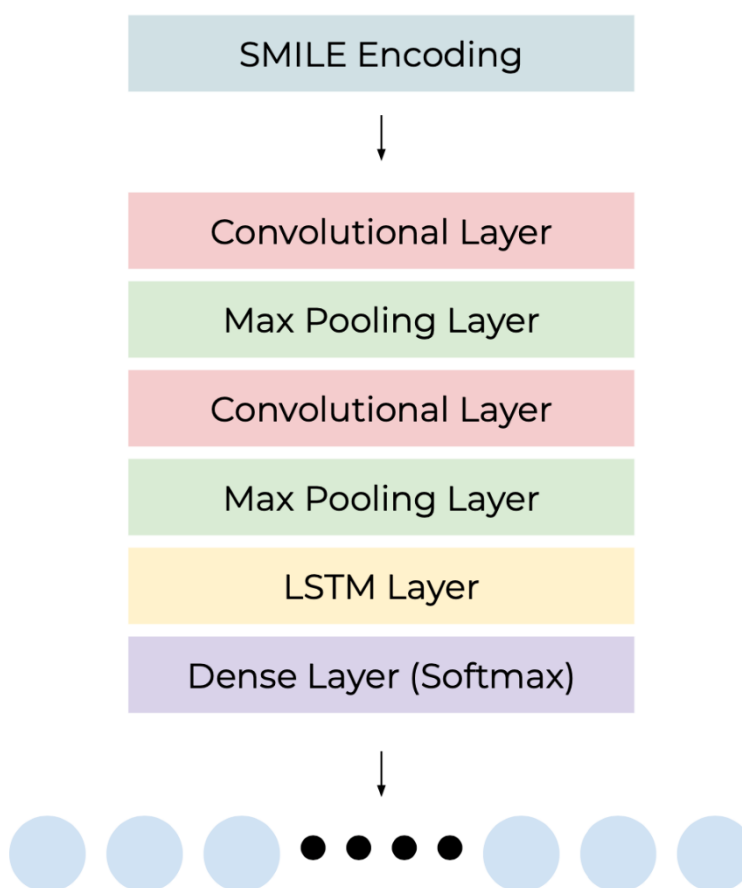 SMILE Encoding
Convolutional Layer
Max Pooling Layer
Convolutional Layer
Max Pooling Layer
LSTM Layer
Dense Layer (Softmax)